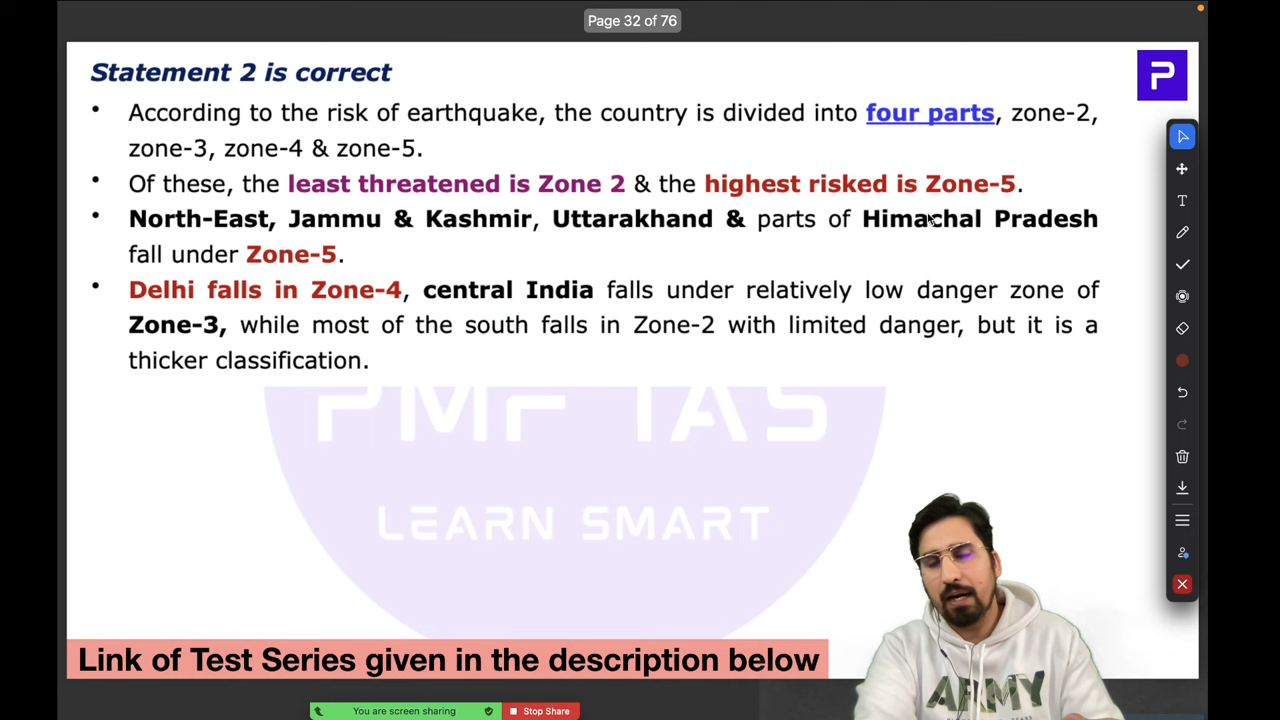 Page 32 of 76
Statement 2 is correct
P
• According to the risk of earthquake, the country is divided into four parts, zone-2,
zone-3, zone-4 & zone-5.
• Of these, the least threatened is Zone 2 & the highest risked is Zone-5.
• North-East, Jammu & Kashmir, Uttarakhand & parts of Himachal Pradesh
fall under Zone-5.
• Delhi falls in Zone-4, central India falls under relatively low danger zone of
Zone-3, while most of the south falls in Zone-2 with limited danger, but it is a
thicker classification.
PMF IAS
LEARN SMART
T
Link of Test Series given in the description below
ARMY
You are screen sharing
Stop Share